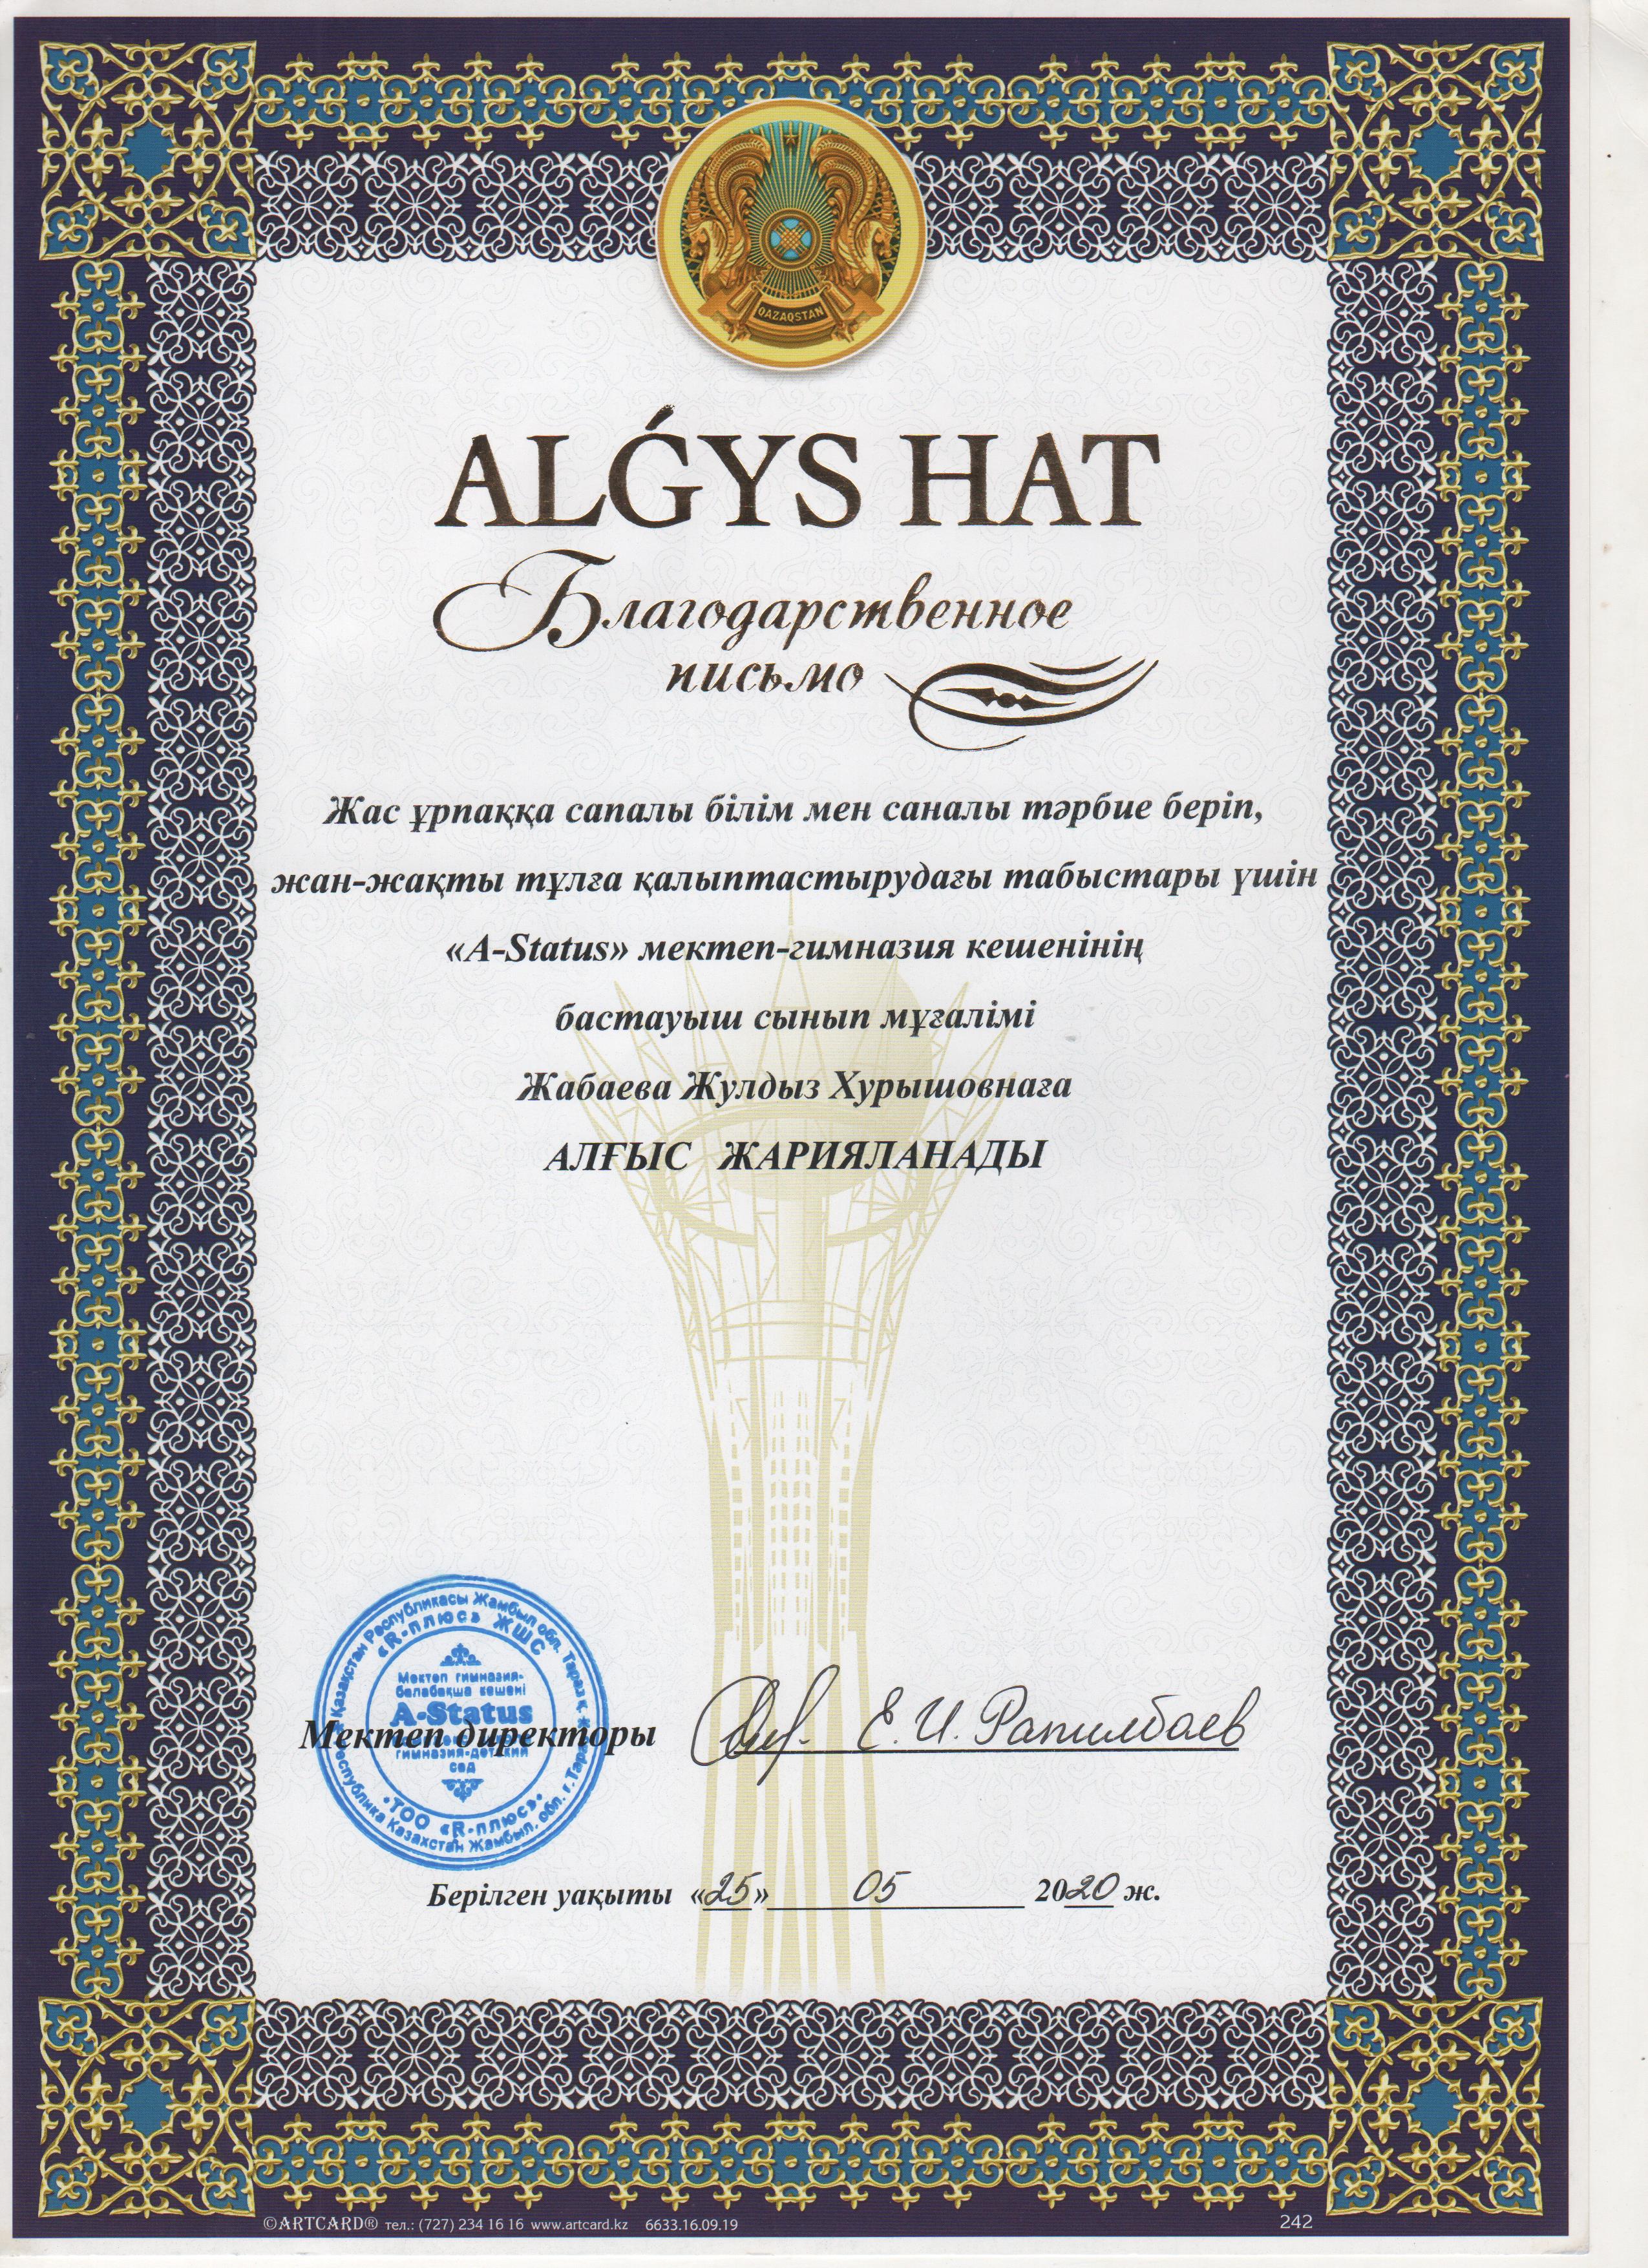 QAZAQSTAN
ALǴYS HAT
Благодарственное
письмо
Жас ұрпаққа сапалы білім мен саналы тәрбие беріп,
жан-жақты тұлға қалыптастырудағы табыстары үшін
«A-Status» мектеп-гимназия кешенінің
бастауыш сынып мұғалімі
Жабаева Жулдыз Хурышовнаға
АЛҒЫС ЖАРИЯЛАНАДЫ
Қазақстан Республикасы Жамбыл обл. Тараз қ.
«R-плюс» ЖШС
Мектеп гимназия-
балабақша кешені
A-Status
гимназия-детский
сад
ТОО «R-плюс»
Республика Казахстан Жамбыл. обл. г.Тараз
Мектеп директоры Е. И. Рапилбаев
Берілген уақыты «25» 05 2020 ж.
©ARTCARD® тел.: (727) 234 16 16 www.artcard.kz 6633.16.09.19
242